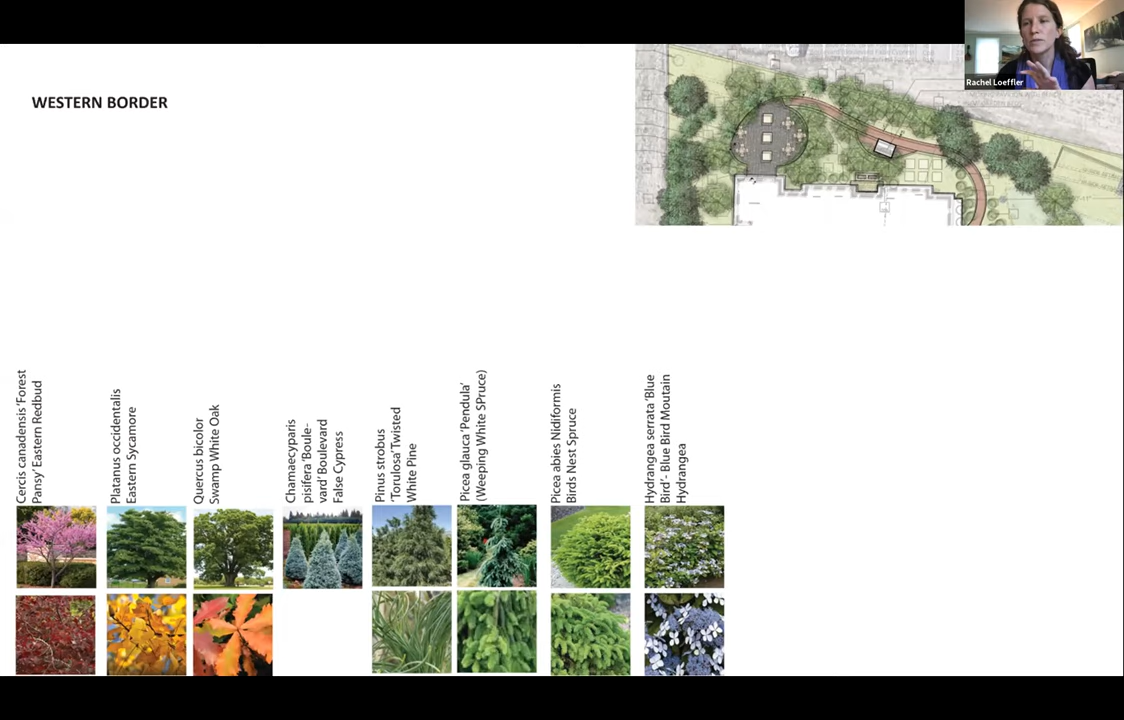 Rachel Loeffler
WESTERN BORDER
Cercis canadensis 'Forest
Pansy' Eastern Redbud
Platanus occidentalis
Eastern Sycamore
Quercus bicolor
Swamp White Oak
Chamaecyparis
pisifera 'Boule-
vard' Boulevard
False Cypress
Pinus strobus
'Torulosa' Twisted
White Pine
Picea glauca 'Pendula'
(Weeping White SPruce)
Picea abies Nidiformis
Birds Nest Spruce
Hydrangea serrata 'Blue
Bird'- Blue Bird Moutain
Hydrangea